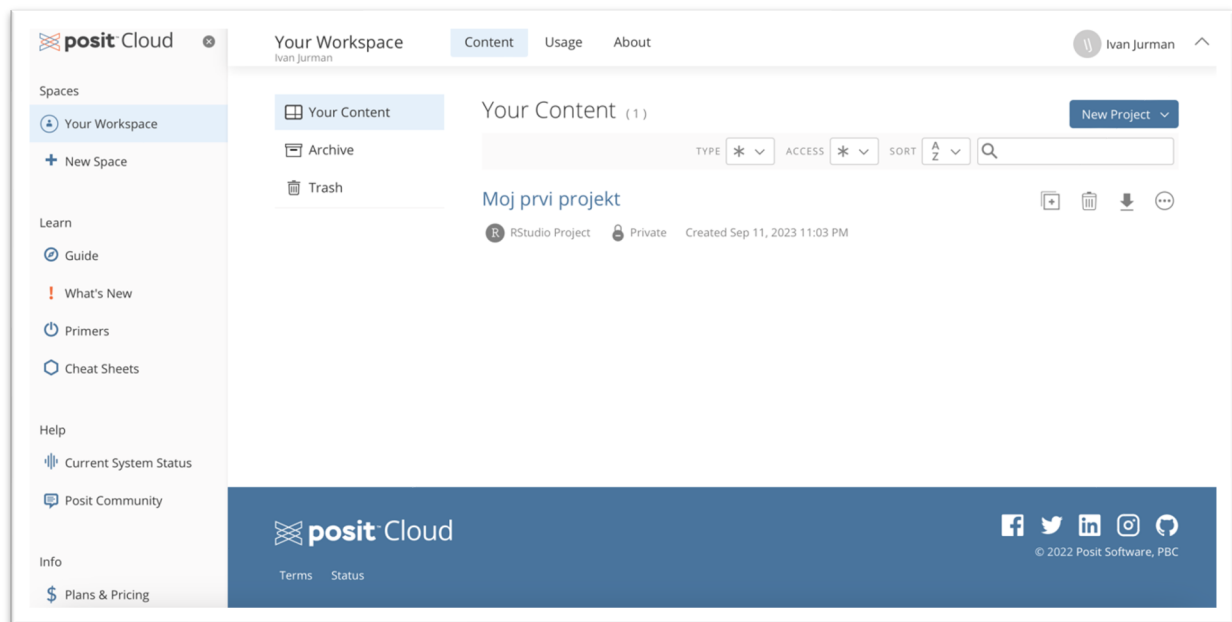 posit Cloud
Spaces
Your Workspace
New Space
Learn
Guide
What's New
Primers
Cheat Sheets
Help
Current System Status
Posit Community
Info
$ Plans & Pricing
Your Workspace
Ivan Jurman
Content Usage About
IJ Ivan Jurman
Your Content
Archive
Trash
Your Content (1)
New Project
TYPE * ACCESS * SORT A Z
Moj prvi projekt
R RStudio Project Private Created Sep 11, 2023 11:03 PM
posit Cloud
© 2022 Posit Software, PBC
Terms Status